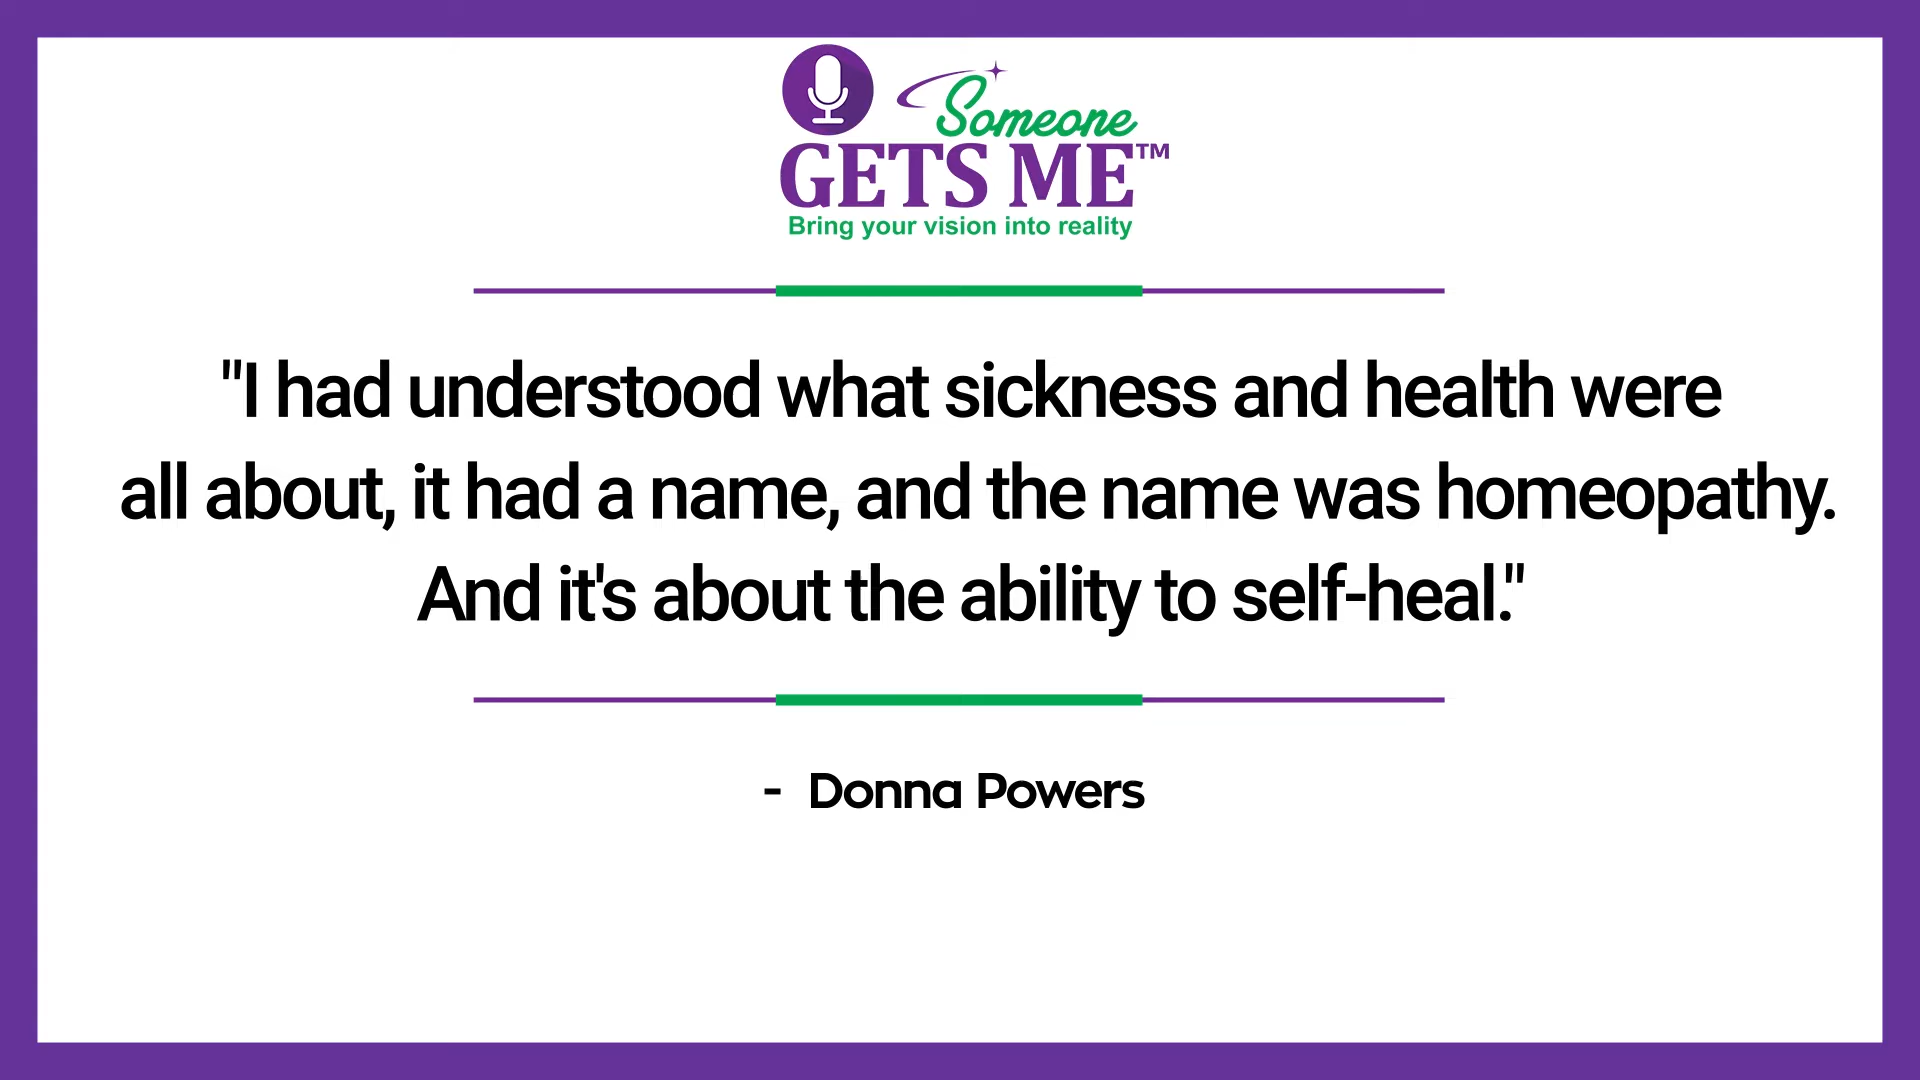 Someone
GETS ME™
Bring your vision into reality
"I had understood what sickness and health were
all about, it had a name, and the name was homeopathy.
And it's about the ability to self-heal."
- Donna Powers